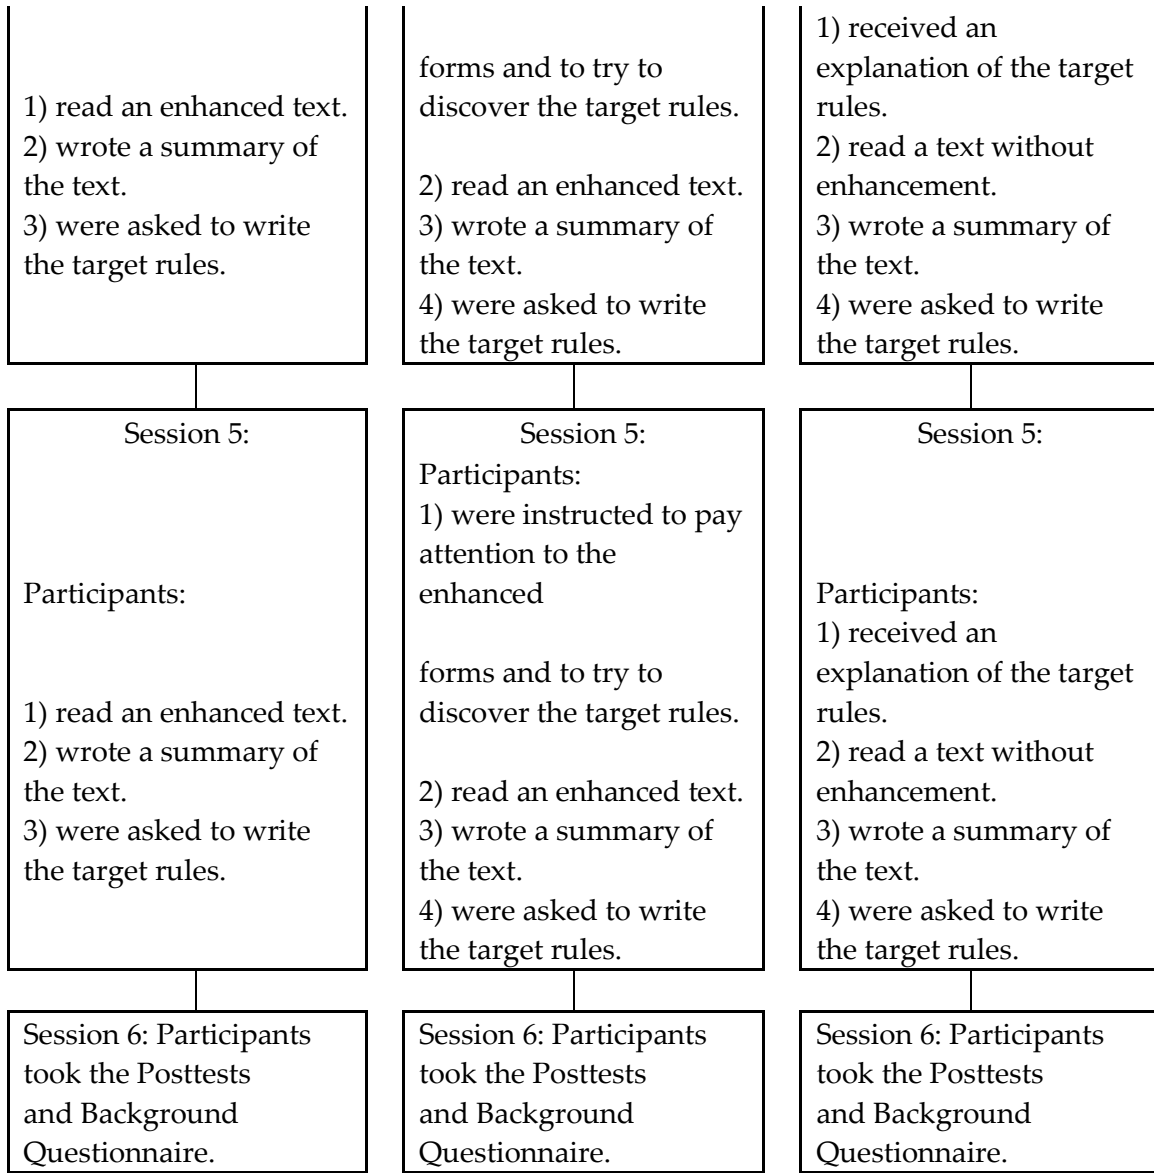 1) read an enhanced text.
2) wrote a summary of
the text.
3) were asked to write
the target rules.
forms and to try to
discover the target rules.
2) read an enhanced text.
3) wrote a summary of
the text.
4) were asked to write
the target rules.
1) received an
explanation of the target
rules.
2) read a text without
enhancement.
3) wrote a summary of
the text.
4) were asked to write
the target rules.
Session 5:
Participants:
1) read an enhanced text.
2) wrote a summary of
the text.
3) were asked to write
the target rules.
Session 5:
Participants:
1) were instructed to pay
attention to the
enhanced
forms and to try to
discover the target rules.
2) read an enhanced text.
3) wrote a summary of
the text.
4) were asked to write
the target rules.
Session 5:
Participants:
1) received an
explanation of the target
rules.
2) read a text without
enhancement.
3) wrote a summary of
the text.
4) were asked to write
the target rules.
Session 6: Participants
took the Posttests
and Background
Questionnaire.
Session 6: Participants
took the Posttests
and Background
Questionnaire.
Session 6: Participants
took the Posttests
and Background
Questionnaire.